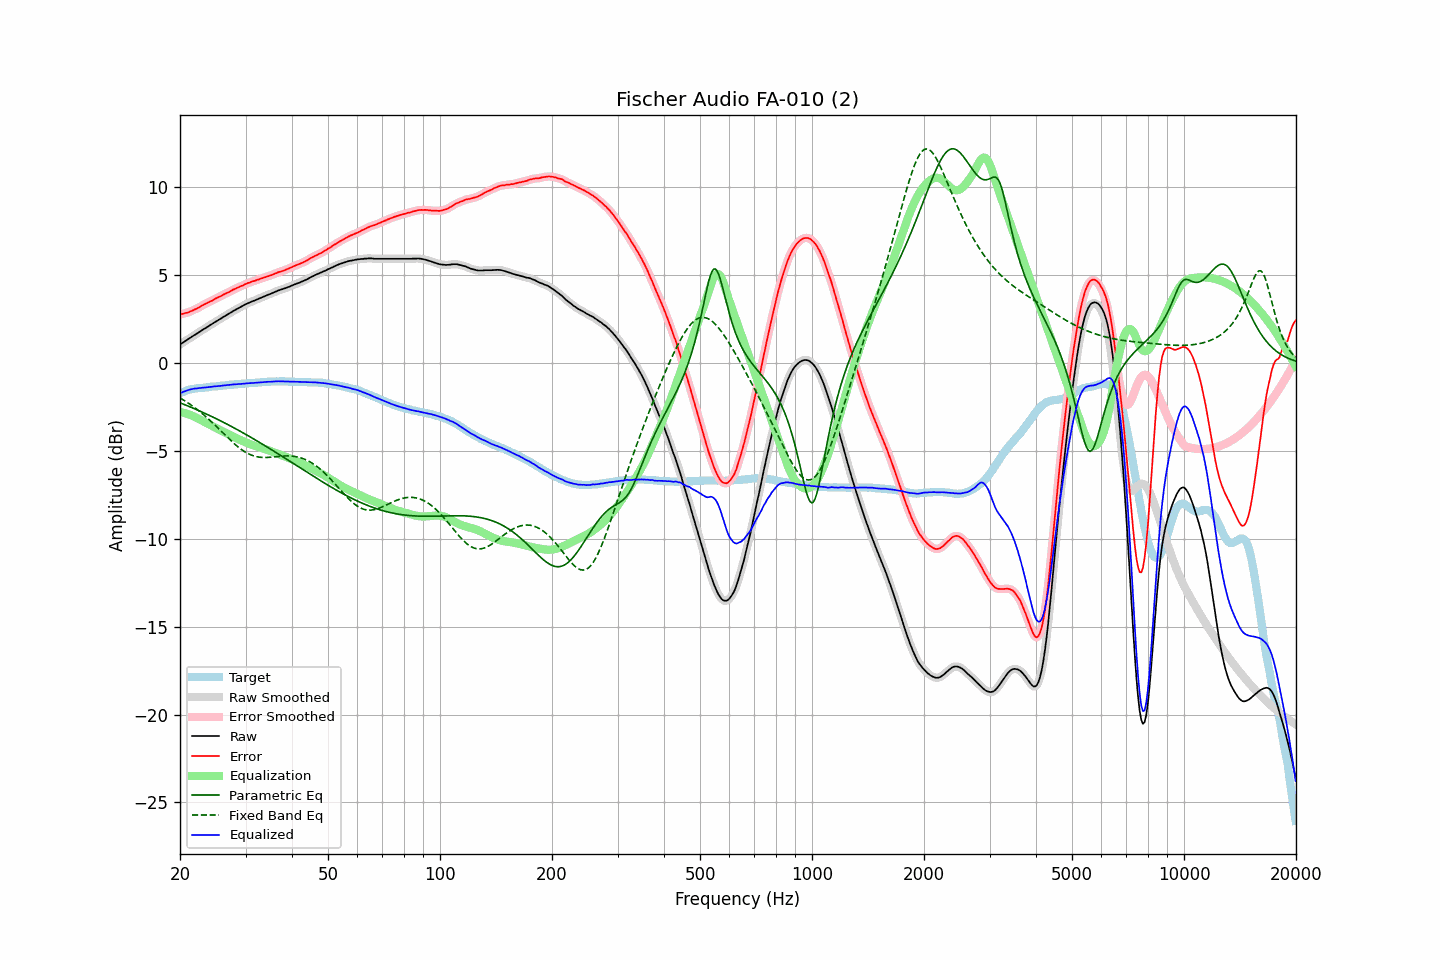 Fischer Audio FA-010 (2)
Amplitude (dBr)
10
5
0
−5
−10
−15
−20
−25
Target
Raw Smoothed
Error Smoothed
Raw
Error
Equalization
Parametric Eq
Fixed Band Eq
Equalized
20
50
100
200
500
1000
2000
5000
10000
20000
Frequency (Hz)